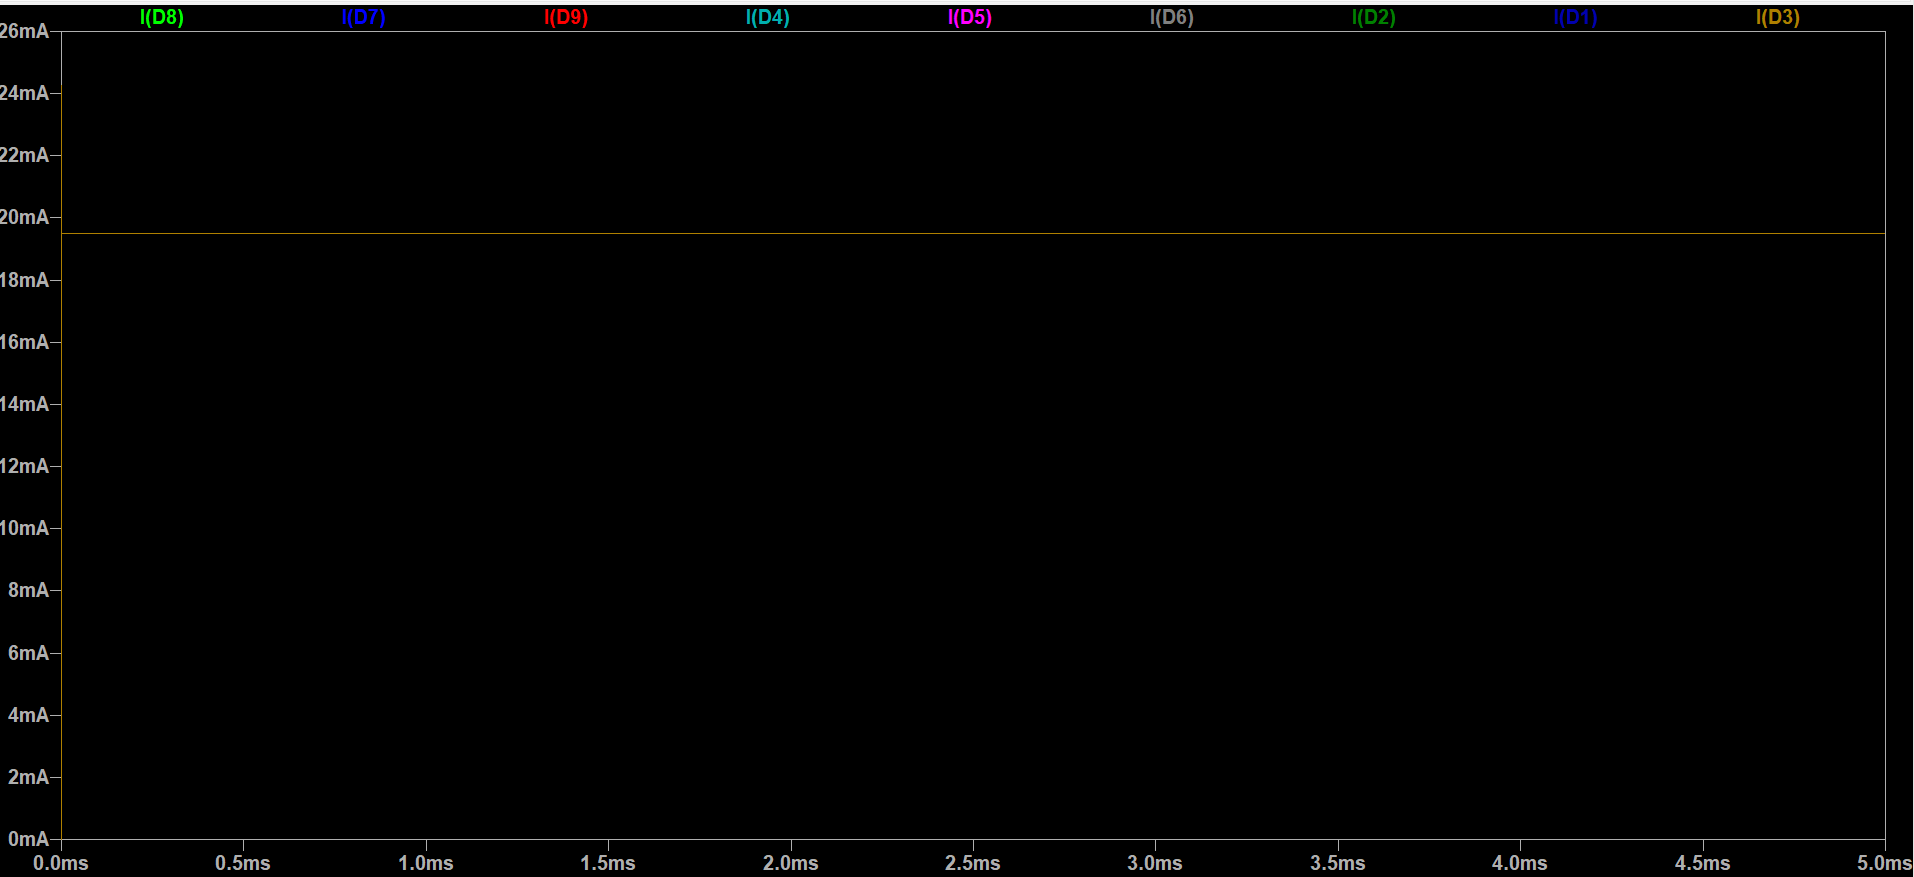 I(D8) I(D7) I(D9) I(D4) I(D5) I(D6) I(D2) I(D1) I(D3)
26mA
24mA
22mA
20mA
18mA
16mA
14mA
12mA
10mA
8mA
6mA
4mA
2mA
0mA
0.0ms 0.5ms 1.0ms 1.5ms 2.0ms 2.5ms 3.0ms 3.5ms 4.0ms 4.5ms 5.0ms